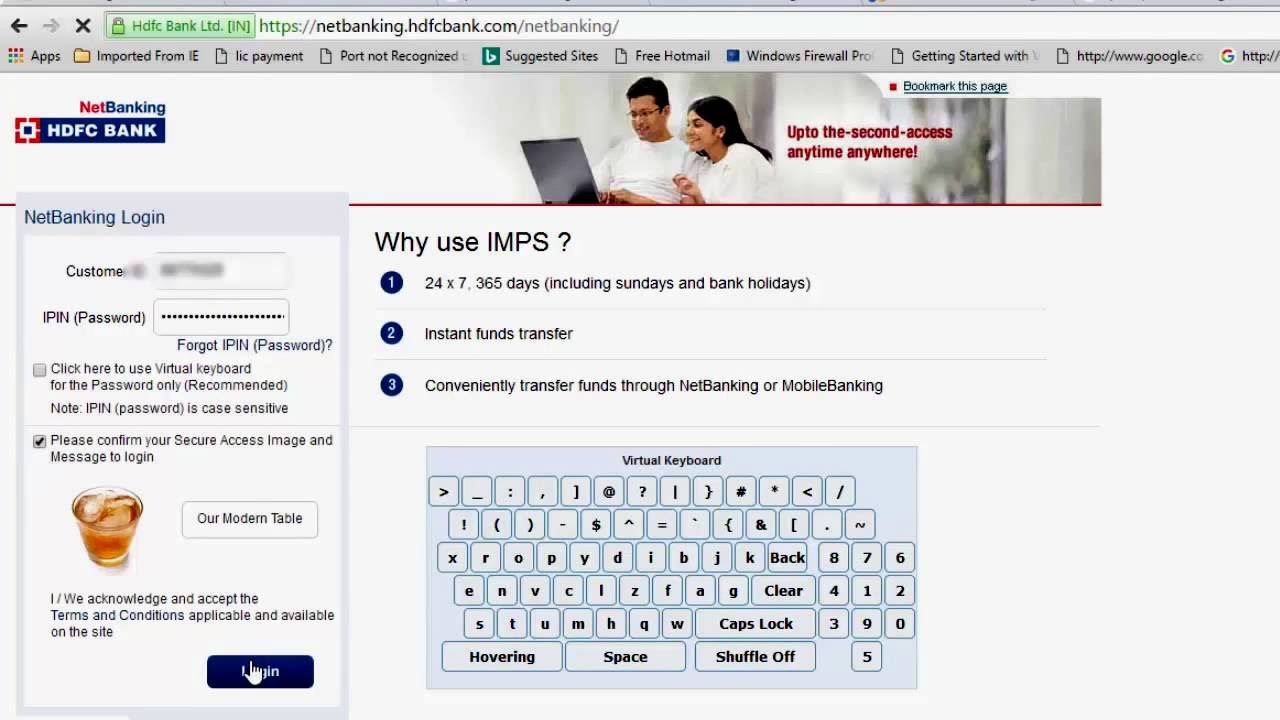 Hdfc Bank Ltd. [IN] https://netbanking.hdfcbank.com/netbanking/
Apps Imported From IE lic payment Port not Recognized Suggested Sites Free Hotmail Windows Firewall Getting Started with http://www.google.co http://
Bookmark this page
NetBanking
HDFC BANK
Upto the-second-access
anytime anywhere!
NetBanking Login
Custome
IPIN (Password) ••••••••••••••••••••••••
Forgot IPIN (Password)?
Click here to use Virtual keyboard
for the Password only (Recommended)
Note: IPIN (password) is case sensitive
Please confirm your Secure Access Image and
Message to login
Our Modern Table
I / We acknowledge and accept the
Terms and Conditions applicable and available
on the site
Login
Why use IMPS ?
1 24 x 7, 365 days (including sundays and bank holidays)
2 Instant funds transfer
3 Conveniently transfer funds through NetBanking or MobileBanking
Virtual Keyboard
> _ : , ] @ ? | } # * < /
! ( ) - $ ^ = ` { & [ . ~
x r o p y d i b j k Back 8 7 6
e n v c l z f a g Clear 4 1 2
s t u m h q w Caps Lock 3 9 0
Hovering Space Shuffle Off 5